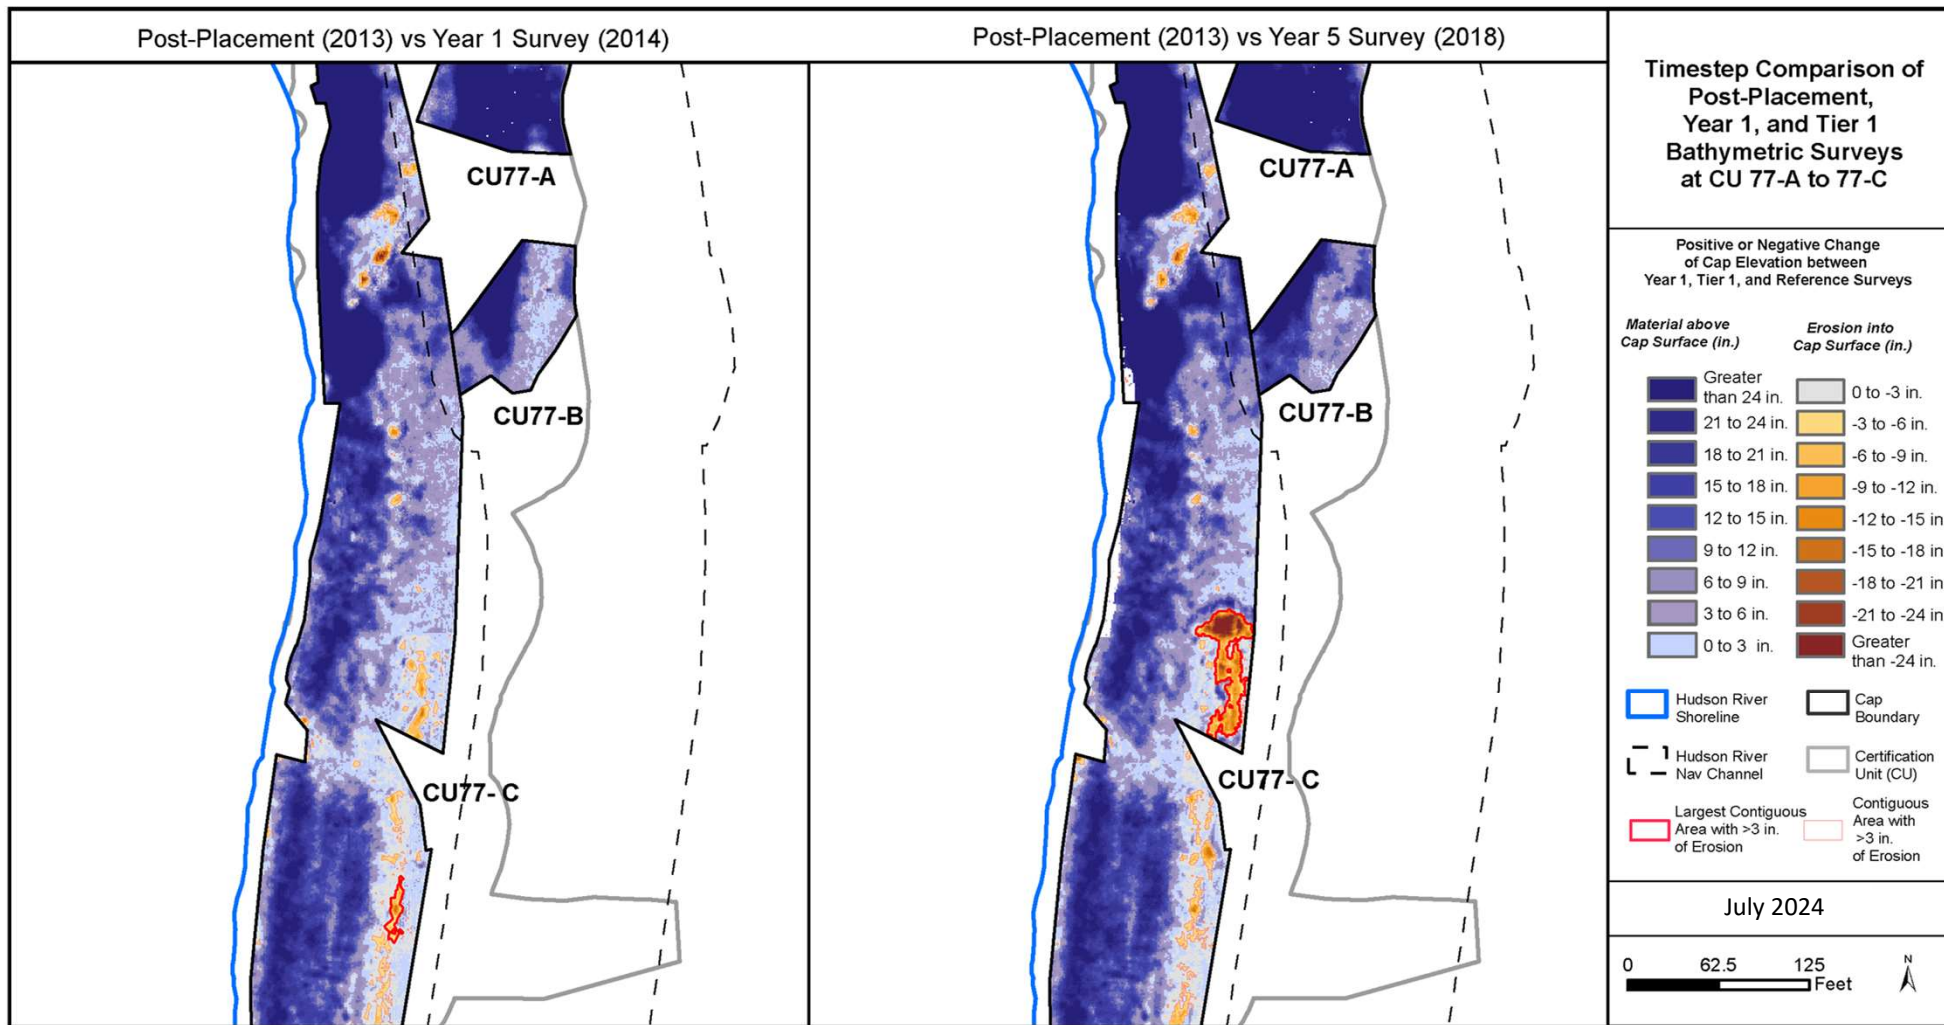 Post-Placement (2013) vs Year 1 Survey (2014)
Post-Placement (2013) vs Year 5 Survey (2018)
CU77-A
CU77-B
CU77- C
CU77-A
CU77-B
CU77- C
Timestep Comparison of
Post-Placement,
Year 1, and Tier 1
Bathymetric Surveys
at CU 77-A to 77-C
Positive or Negative Change
of Cap Elevation between
Year 1, Tier 1, and Reference Surveys
Material above
Cap Surface (in.)
Greater
than 24 in.
21 to 24 in.
18 to 21 in.
15 to 18 in.
12 to 15 in.
9 to 12 in.
6 to 9 in.
3 to 6 in.
0 to 3 in.
Erosion into
Cap Surface (in.)
0 to -3 in.
-3 to -6 in.
-6 to -9 in.
-9 to -12 in.
-12 to -15 in
-15 to -18 in
-18 to -21 in
-21 to -24 in
Greater
than -24 in.
Hudson River
Shoreline
Cap
Boundary
Hudson River
Nav Channel
Certification
Unit (CU)
Largest Contiguous
Area with >3 in.
of Erosion
Contiguous
Area with
>3 in.
of Erosion
July 2024
0 62.5 125
Feet
N